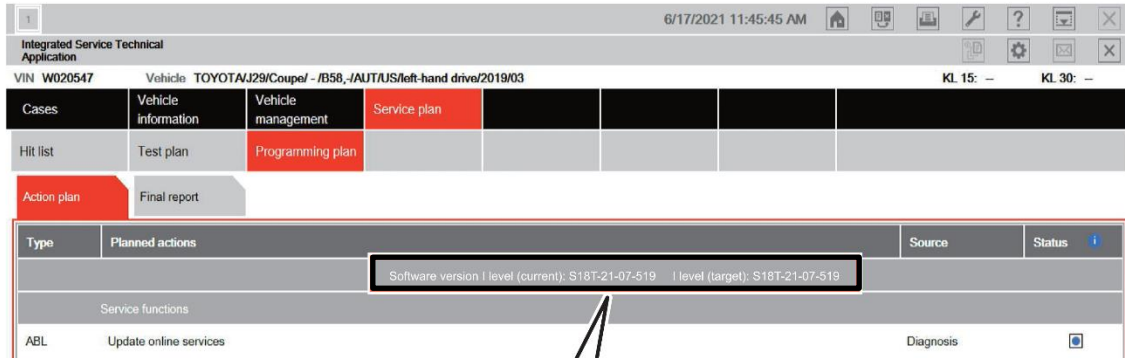 1
6/17/2021 11:45:45 AM
?
Integrated Service Technical
Application
VIN W020547 Vehicle TOYOTA/J29/Coupe/ - /B58,-/AUT/US/left-hand drive/2019/03 KL 15: – KL 30: –
Cases Vehicle information Vehicle management Service plan
Hit list Test plan Programming plan
Action plan Final report
Type Planned actions Source Status i
Software version I level (current): S18T-21-07-519 I level (target): S18T-21-07-519
Service functions
ABL Update online services Diagnosis